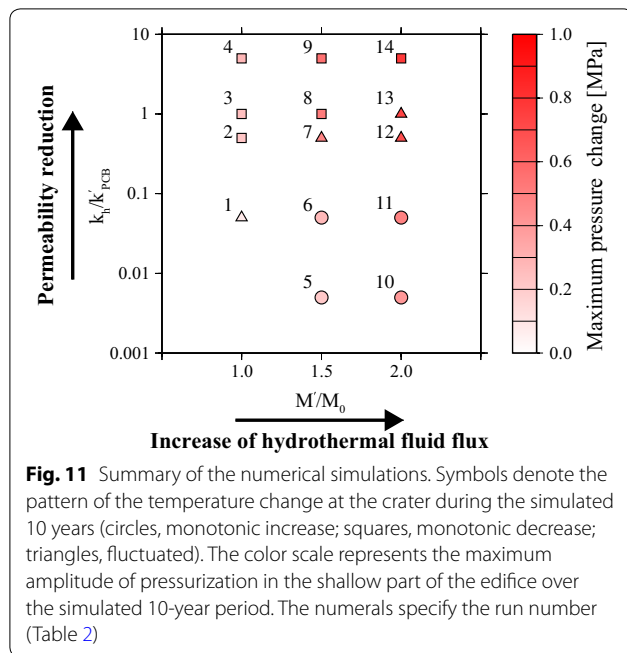 10
4
9
14
3
8
13
1
2
7
12
0.1
1
6
11
0.01
5
10
0.001
1.0
1.5
2.0
M'/M0
Increase of hydrothermal fluid flux
Permeability reduction
kh/k'PCB
1.0
0.8
0.6
0.4
0.2
0.0
Maximum pressure change [MPa]
Fig. 11 Summary of the numerical simulations. Symbols denote the
pattern of the temperature change at the crater during the simulated
10 years (circles, monotonic increase; squares, monotonic decrease;
triangles, fluctuated). The color scale represents the maximum
amplitude of pressurization in the shallow part of the edifice over
the simulated 10-year period. The numerals specify the run number
(Table 2)